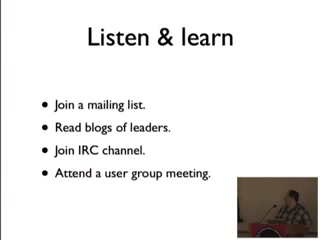 Listen & learn
• Join a mailing list.
• Read blogs of leaders.
• Join IRC channel.
• Attend a user group meeting.